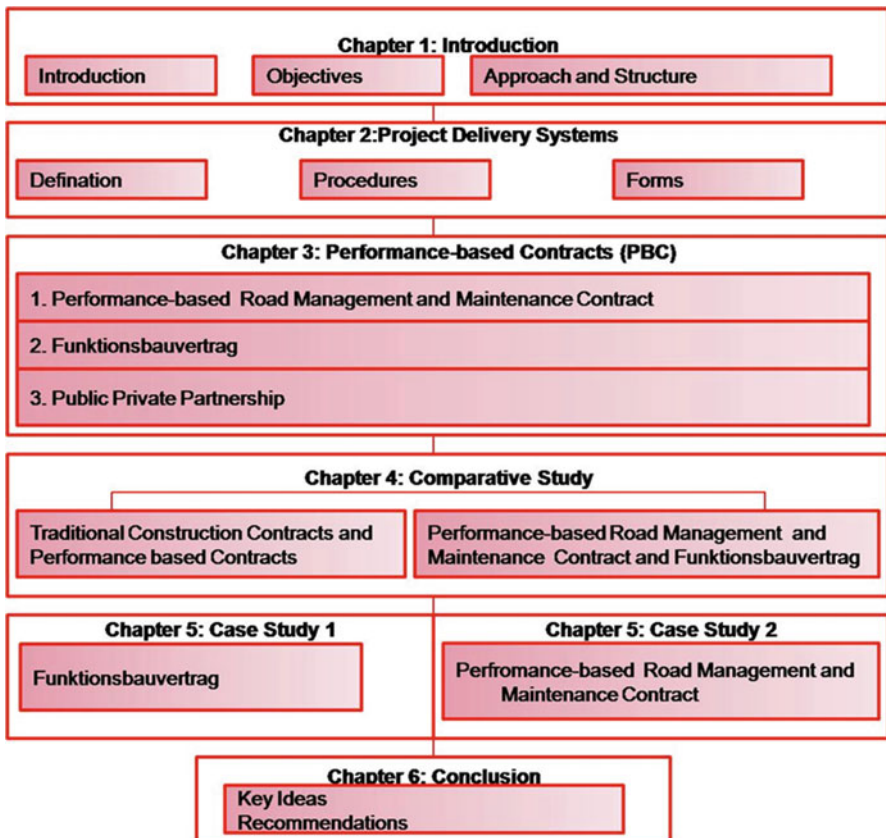 Chapter 1: Introduction
Introduction
Objectives
Approach and Structure
Chapter 2:Project Delivery Systems
Defination
Procedures
Forms
Chapter 3: Performance-based Contracts (PBC)
1. Performance-based Road Management and Maintenance Contract
2. Funktionsbauvertrag
3. Public Private Partnership
Chapter 4: Comparative Study
Traditional Construction Contracts and
Performance based Contracts
Performance-based Road Management and
Maintenance Contract and Funktionsbauvertrag
Chapter 5: Case Study 1
Funktionsbauvertrag
Chapter 5: Case Study 2
Perfromance-based Road Management and
Maintenance Contract
Chapter 6: Conclusion
Key Ideas
Recommendations